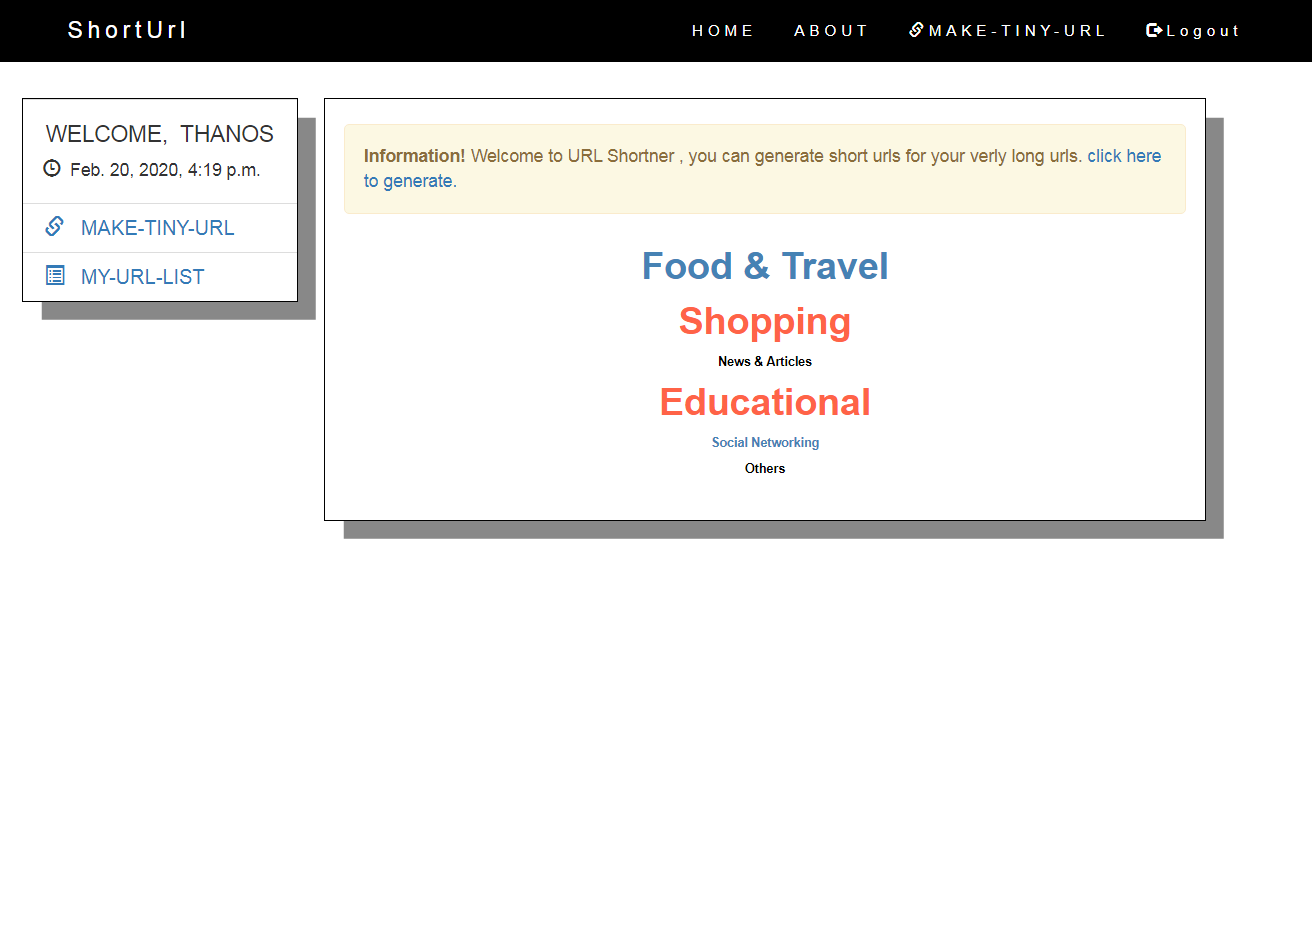 ShortUrl
HOME
ABOUT
MAKE-TINY-URL
Logout
WELCOME, THANOS
Feb. 20, 2020, 4:19 p.m.
MAKE-TINY-URL
MY-URL-LIST
Information! Welcome to URL Shortner , you can generate short urls for your verly long urls. click here
to generate.
Food & Travel
Shopping
News & Articles
Educational
Social Networking
Others